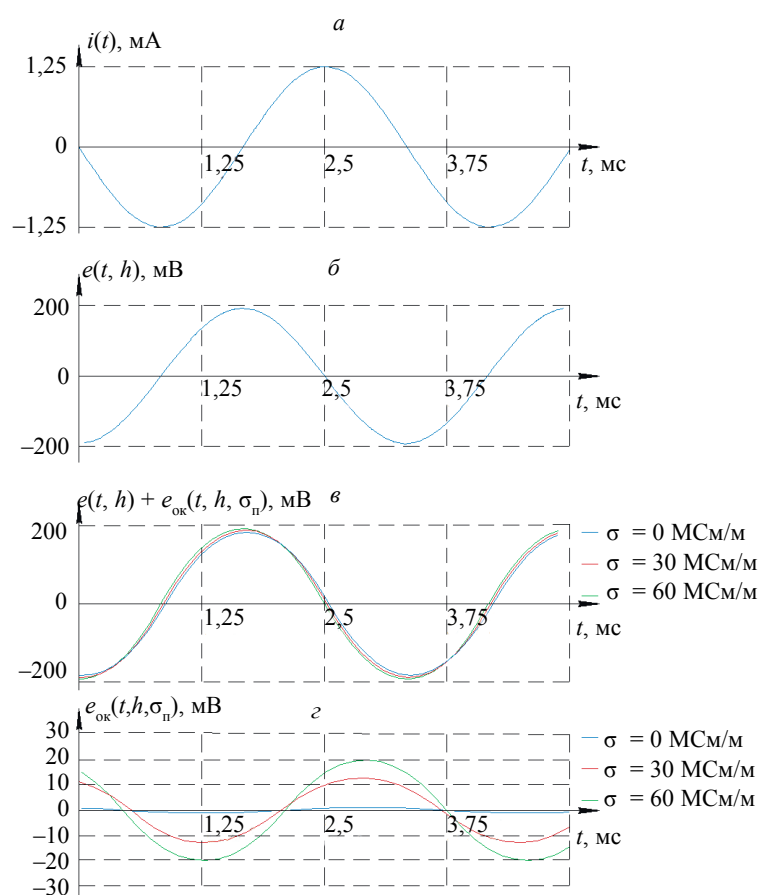 а
i(t), мА
1,25
0
1,25
2,5
3,75
t, мс
–1,25
e(t, h), мВ
б
200
0
1,25
2,5
3,75
t, мс
–200
e(t, h) + eок(t, h, σп), мВ
в
200
0
1,25
2,5
3,75
t, мс
–200
σ = 0 МСм/м
σ = 30 МСм/м
σ = 60 МСм/м
eок(t,h,σп), мВ
г
30
20
10
0
–10
–20
–30
1,25
2,5
3,75
t, мс
σ = 0 МСм/м
σ = 30 МСм/м
σ = 60 МСм/м